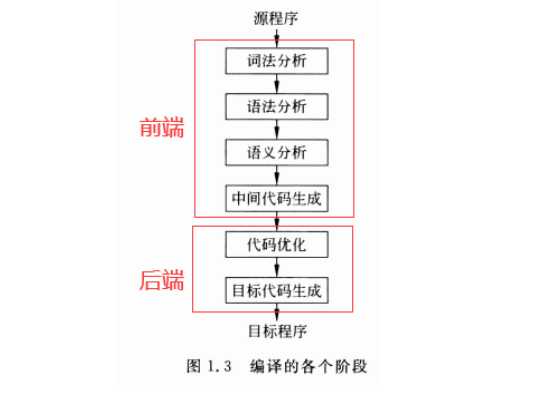 源程序
词法分析
语法分析
前端
语义分析
中间代码生成
代码优化
后端
目标代码生成
目标程序
图 1.3 编译的各个阶段